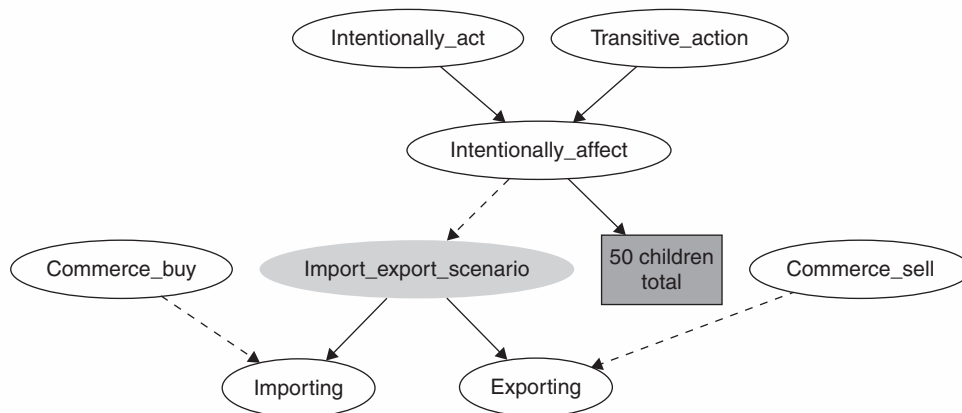 Intentionally_act
Transitive_action
Intentionally_affect
Commerce_buy
Import_export_scenario
50 children
total
Commerce_sell
Importing
Exporting